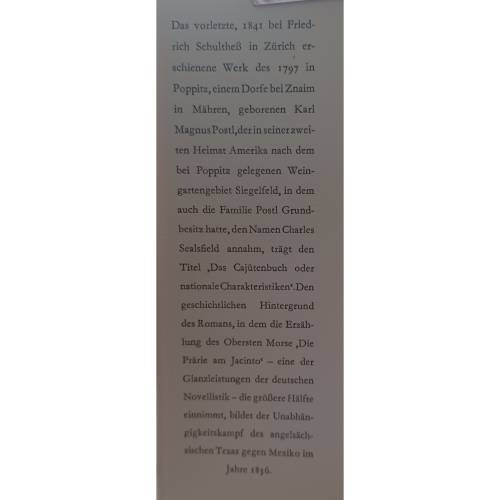 Das vorletzte, 1841 bei Fried-
rich Schultheß in Zürich er-
schienene Werk des 1797 in
Poppitz, einem Dorfe bei Znaim
in Mähren, geborenen Karl
Magnus Postl, der in seiner zwei-
ten Heimat Amerika nach dem
bei Poppitz gelegenen Wein-
gartengebiet Siegelfeld, in dem
auch die Familie Postl Grund-
besitz hatte, den Namen Charles
Sealsfield annahm, trägt den
Titel ‚Das Cajütenbuch oder
nationale Charakteristiken‘. Den
geschichtlichen Hintergrund
des Romans, in dem die Erzäh-
lung des Obersten Morse ‚Die
Prärie am Jacinto‘ – eine der
Glanzleistungen der deutschen
Novellistik – die größere Hälfte
einnimmt, bildet der Unabhän-
gigkeitskampf des angelsäch-
sischen Texas gegen Mexiko im
Jahre 1836.